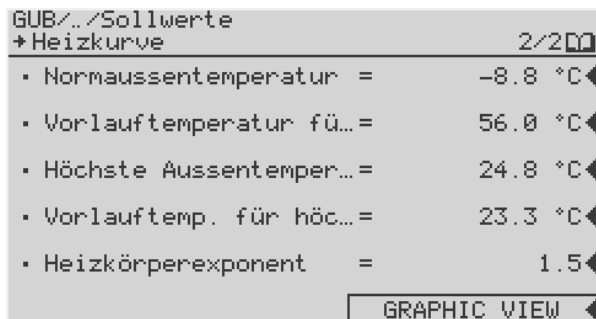 GUB/../Sollwerte
→Heizkurve 2/2
▪ Normaussentemperatur = -8.8 °C
▪ Vorlauftemperatur fü… = 56.0 °C
▪ Höchste Aussentemper… = 24.8 °C
▪ Vorlauftemp. für höc… = 23.3 °C
▪ Heizkörperexponent = 1.5
GRAPHIC VIEW